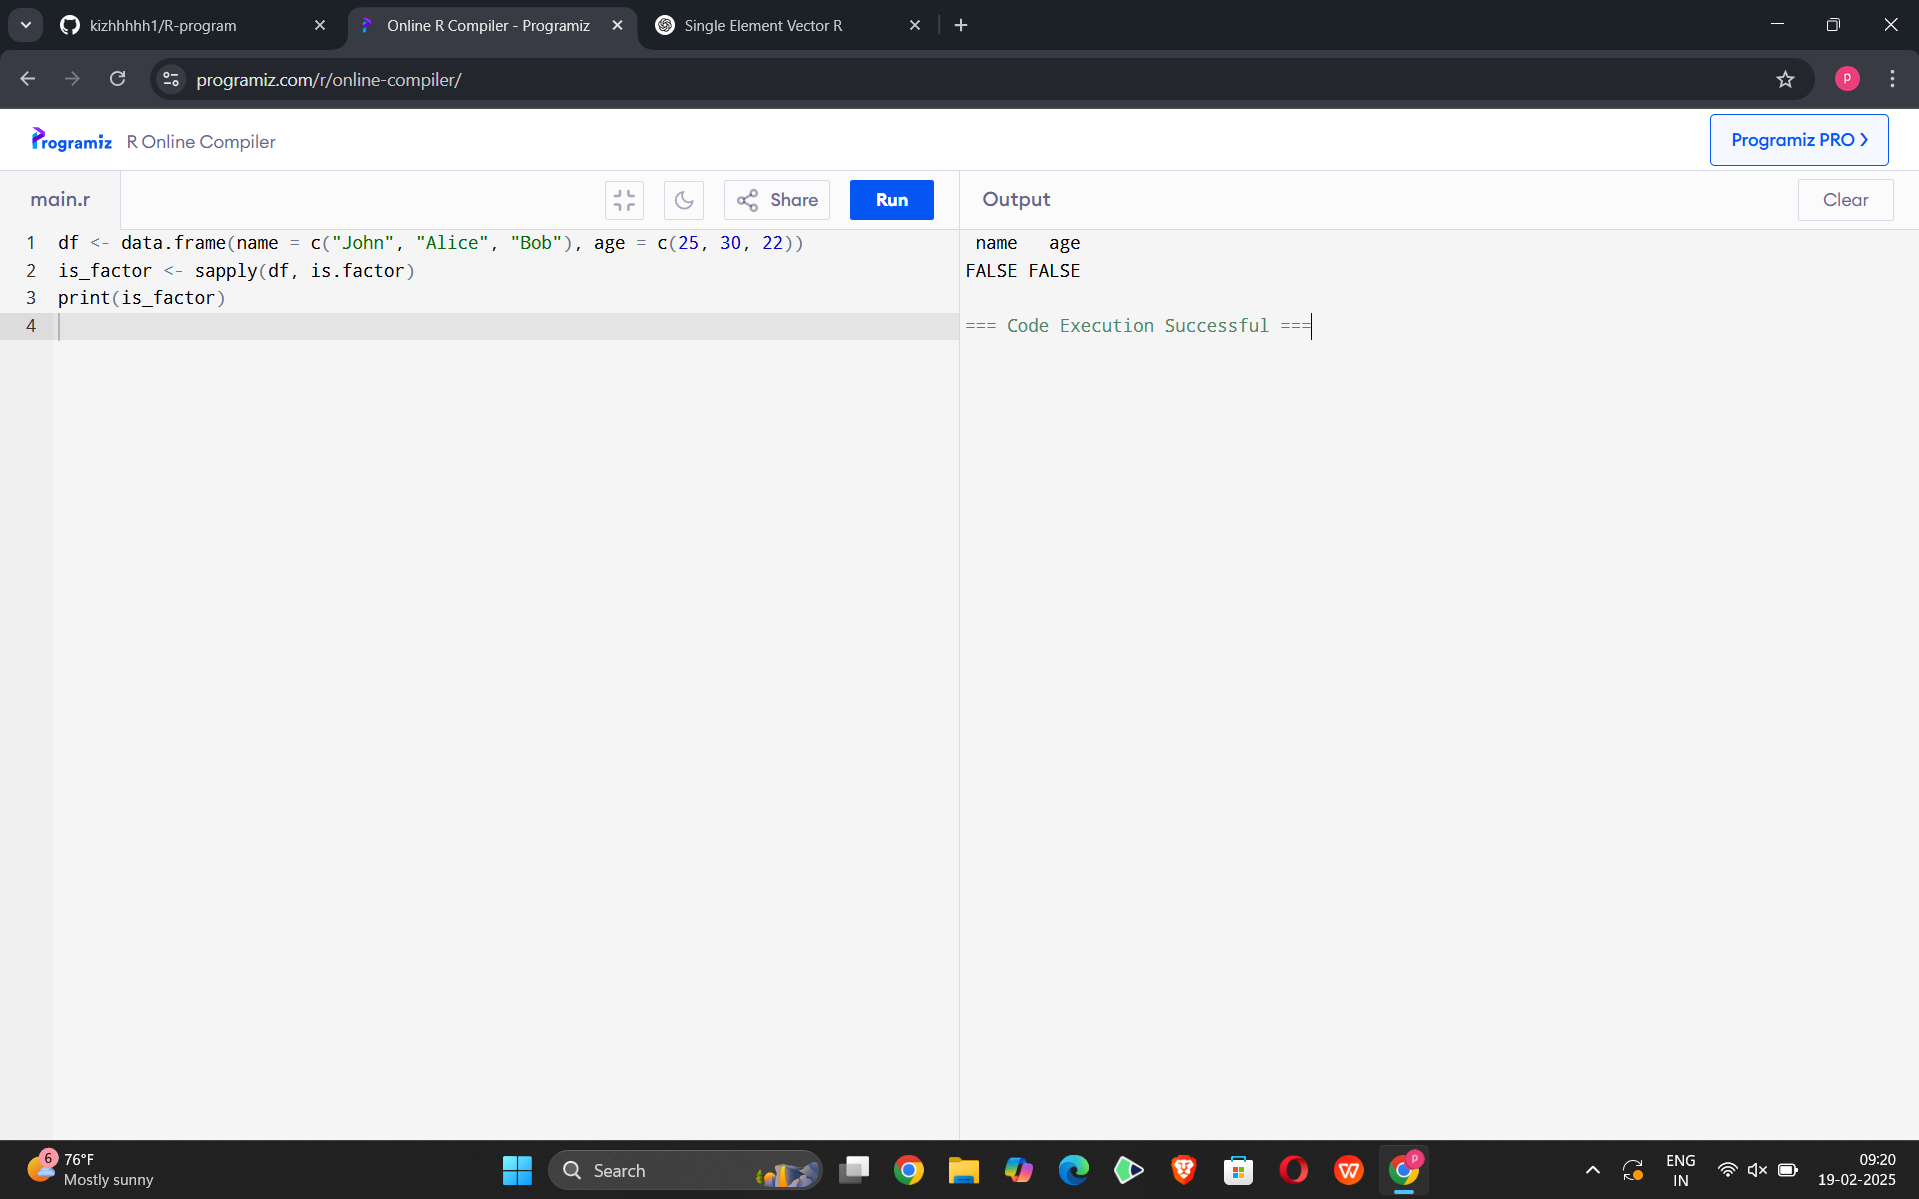 kizhhhhh1/R-program
Online R Compiler - Programiz
Single Element Vector R
programiz.com/r/online-compiler/
P
Programiz R Online Compiler
Programiz PRO
main.r
Share
Run
Output
Clear
1 df <- data.frame(name = c("John", "Alice", "Bob"), age = c(25, 30, 22))
2 is_factor <- sapply(df, is.factor)
3 print(is_factor)
4
name   age
FALSE FALSE
=== Code Execution Successful ===
6
76°F
Mostly sunny
Search
P
ENG
IN
09:20
19-02-2025